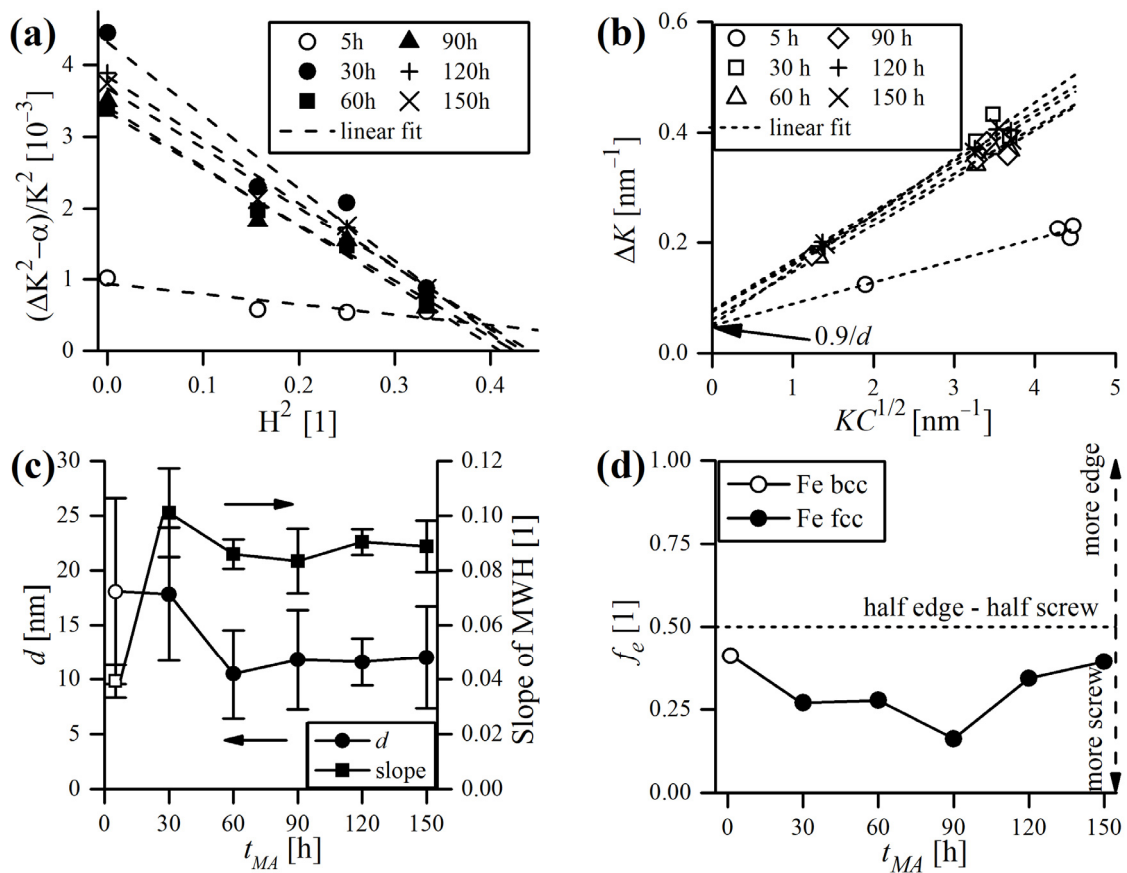 (a)
5h
90h
30h
120h
60h
150h
linear fit
(ΔK²−α)/K² [10⁻³]
4
3
2
1
0
0.0
0.1
0.2
0.3
0.4
H² [1]
(b)
5 h
90 h
30 h
120 h
60 h
150 h
linear fit
ΔK [nm⁻¹]
0.6
0.4
0.2
0.0
0.9/d
0
1
2
3
4
5
KC^1/2 [nm⁻¹]
(c)
d [nm]
30
25
20
15
10
5
0
0.12
0.10
0.08
0.06
0.04
0.02
0.00
Slope of MWH [1]
d
slope
0
30
60
90
120
150
t_MA [h]
(d)
Fe bcc
Fe fcc
f_e [1]
1.00
0.75
0.50
0.25
0.00
half edge - half screw
more edge
more screw
0
30
60
90
120
150
t_MA [h]